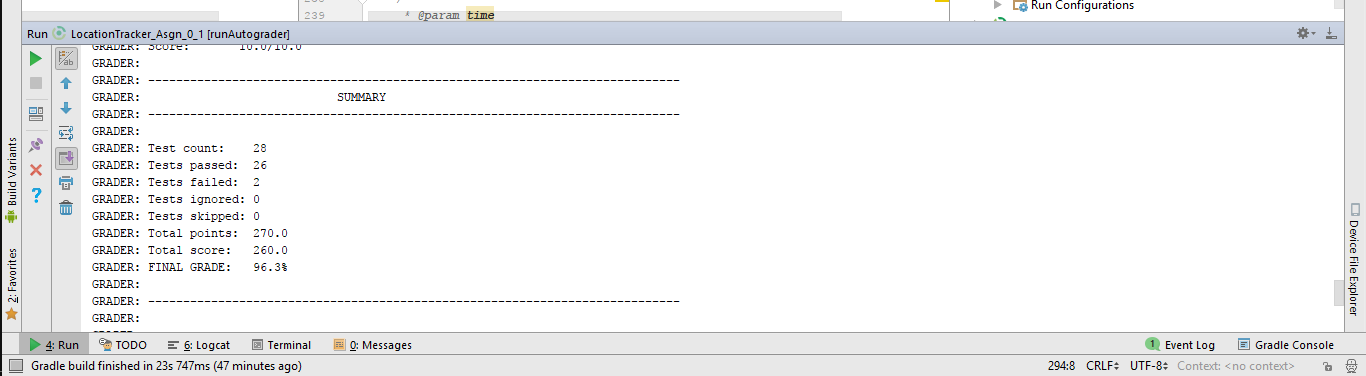 239
* @param time
Run Configurations
Run LocationTracker_Asgn_0_1 [runAutograder]
GRADER: Score: 10.0/10.0
GRADER:
GRADER: ----------------------------------------------------------------------------
GRADER: SUMMARY
GRADER: ----------------------------------------------------------------------------
GRADER:
GRADER: Test count: 28
GRADER: Tests passed: 26
GRADER: Tests failed: 2
GRADER: Tests ignored: 0
GRADER: Tests skipped: 0
GRADER: Total points: 270.0
GRADER: Total score: 260.0
GRADER: FINAL GRADE: 96.3%
GRADER:
GRADER: ----------------------------------------------------------------------------
GRADER:
Build Variants
2: Favorites
Device File Explorer
4: Run TODO 6: Logcat Terminal 0: Messages 1 Event Log Gradle Console
Gradle build finished in 23s 747ms (47 minutes ago) 294:8 CRLF UTF-8 Context: <no context>